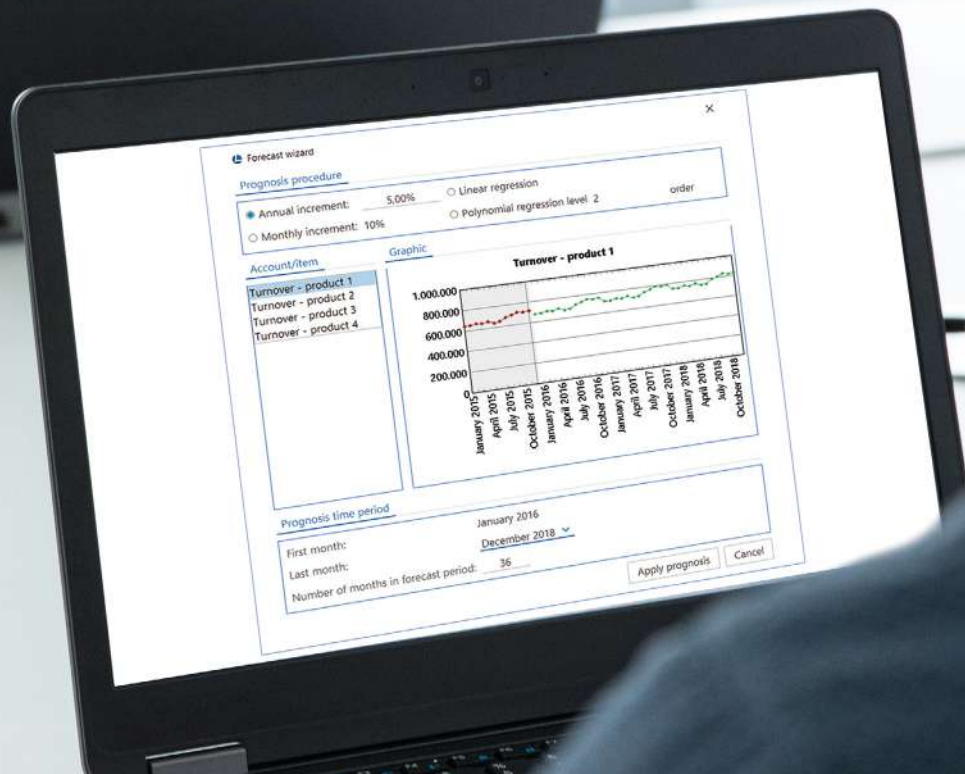 Forecast wizard
Prognosis procedure
Annual increment: 5,00% Linear regression
Monthly increment: 10% Polynomial regression level 2 order
Account/item
Turnover - product 1
Turnover - product 2
Turnover - product 3
Turnover - product 4
Graphic
Turnover - product 1
1.000.000
800.000
600.000
400.000
200.000
0
January 2015
April 2015
July 2015
October 2015
January 2016
April 2016
July 2016
October 2016
January 2017
April 2017
July 2017
October 2017
January 2018
April 2018
July 2018
October 2018
Prognosis time period
First month: January 2016
Last month: December 2018
Number of months in forecast period: 36
Apply prognosis Cancel